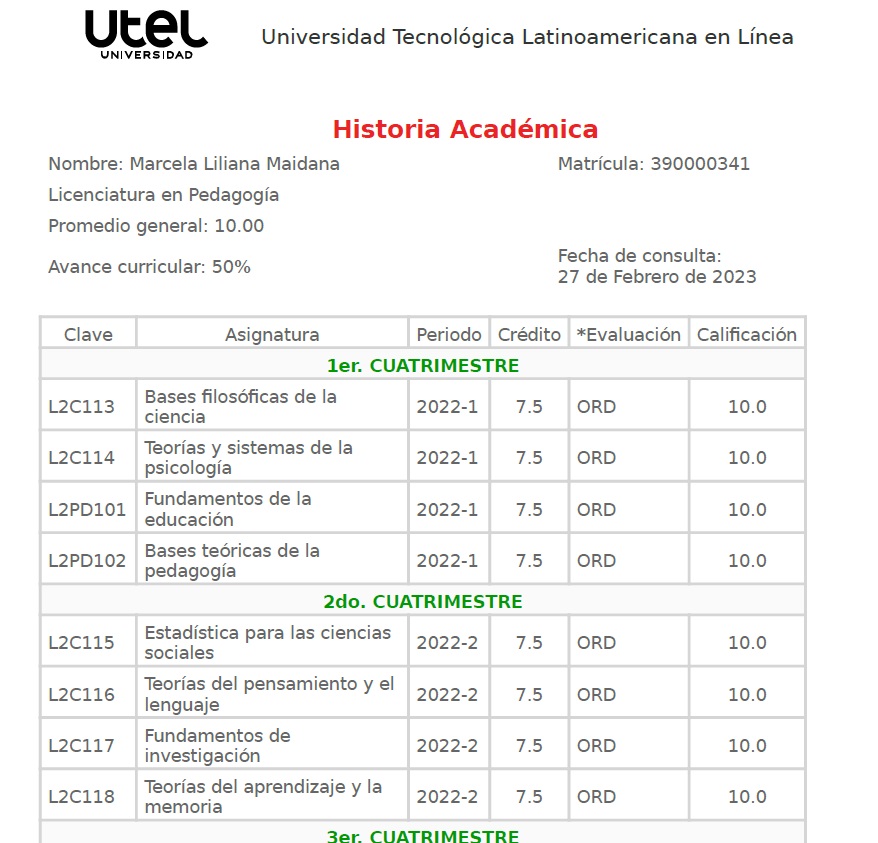 Utel
UNIVERSIDAD
Universidad Tecnológica Latinoamericana en Línea
Historia Académica
Nombre: Marcela Liliana Maidana Matrícula: 390000341
Licenciatura en Pedagogía
Promedio general: 10.00
Avance curricular: 50% Fecha de consulta:
27 de Febrero de 2023
Clave Asignatura Periodo Crédito *Evaluación Calificación
1er. CUATRIMESTRE
L2C113 Bases filosóficas de la
ciencia 2022-1 7.5 ORD 10.0
L2C114 Teorías y sistemas de la
psicología 2022-1 7.5 ORD 10.0
L2PD101 Fundamentos de la
educación 2022-1 7.5 ORD 10.0
L2PD102 Bases teóricas de la
pedagogía 2022-1 7.5 ORD 10.0
2do. CUATRIMESTRE
L2C115 Estadística para las ciencias
sociales 2022-2 7.5 ORD 10.0
L2C116 Teorías del pensamiento y el
lenguaje 2022-2 7.5 ORD 10.0
L2C117 Fundamentos de
investigación 2022-2 7.5 ORD 10.0
L2C118 Teorías del aprendizaje y la
memoria 2022-2 7.5 ORD 10.0
3er. CUATRIMESTRE